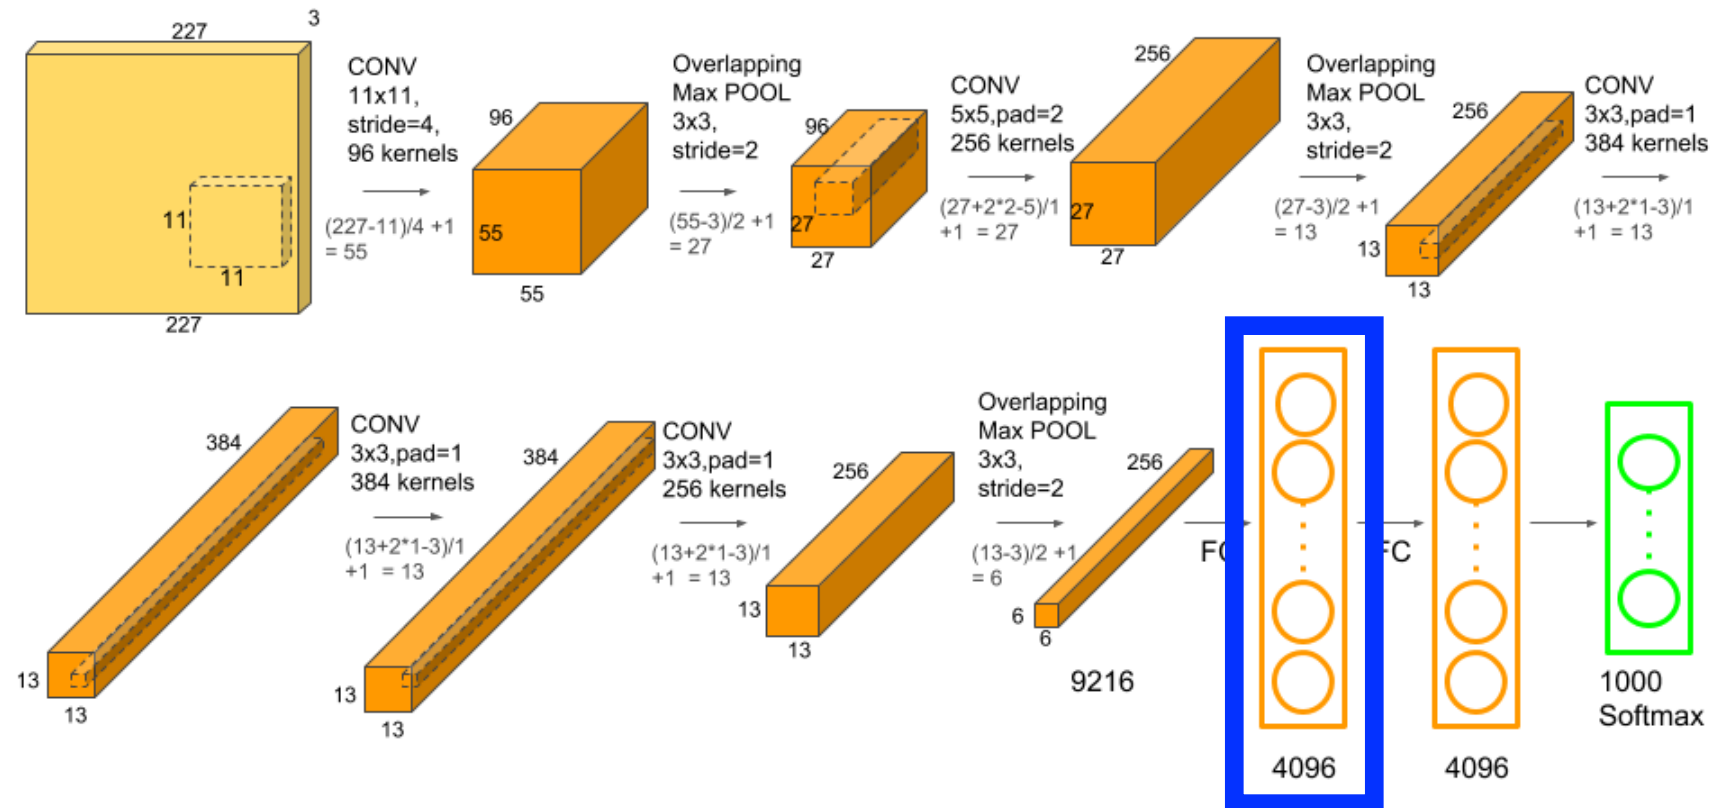 227
3
CONV
11x11,
stride=4,
96 kernels
(227-11)/4 +1
= 55
11
11
227
96
55
55
Overlapping
Max POOL
3x3,
stride=2
(55-3)/2 +1
= 27
96
27
27
CONV
5x5,pad=2
256 kernels
(27+2*2-5)/1
+1 = 27
256
27
27
Overlapping
Max POOL
3x3,
stride=2
(27-3)/2 +1
= 13
256
13
13
CONV
3x3,pad=1
384 kernels
(13+2*1-3)/1
+1 = 13
384
13
13
CONV
3x3,pad=1
384 kernels
(13+2*1-3)/1
+1 = 13
384
13
13
CONV
3x3,pad=1
256 kernels
(13+2*1-3)/1
+1 = 13
256
13
13
Overlapping
Max POOL
3x3,
stride=2
(13-3)/2 +1
= 6
256
6
6
9216
FC
4096
FC
4096
1000
Softmax